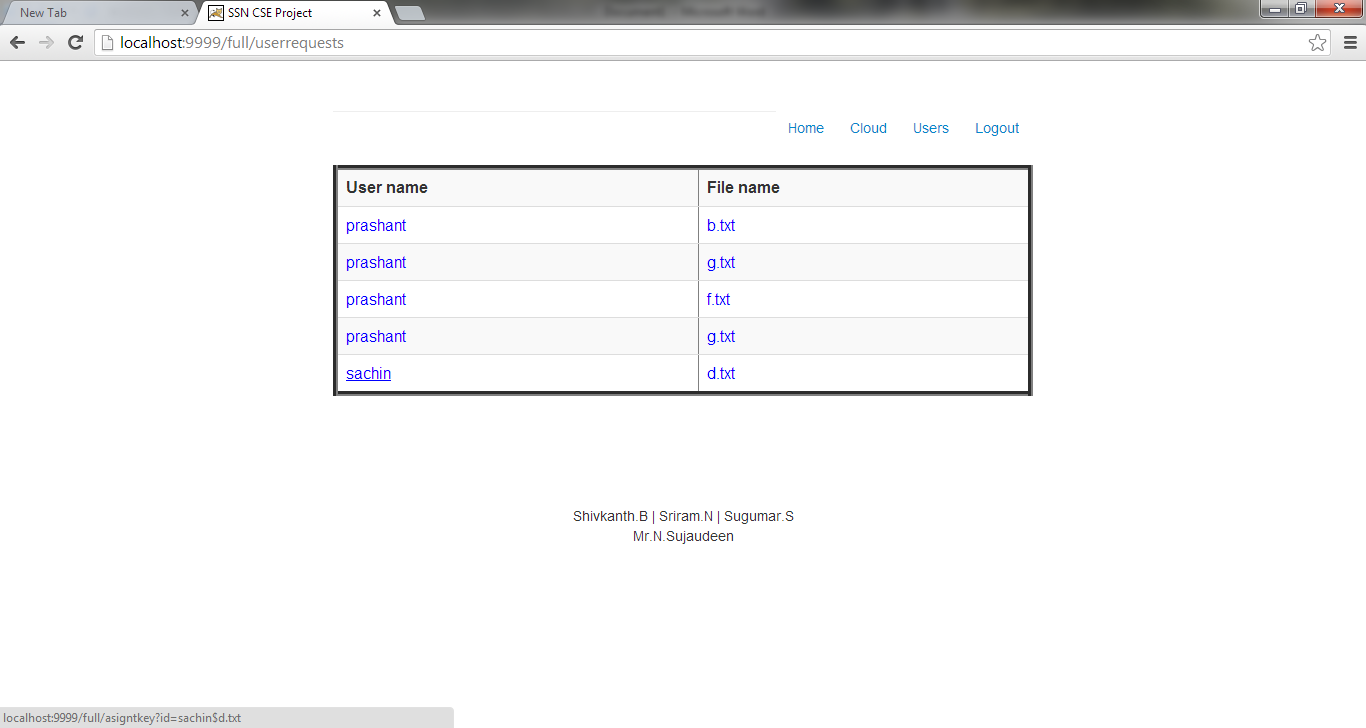 New Tab
SSN CSE Project
localhost:9999/full/userrequests
Home Cloud Users Logout
User name File name
prashant b.txt
prashant g.txt
prashant f.txt
prashant g.txt
sachin d.txt
Shivkanth.B | Sriram.N | Sugumar.S
Mr.N.Sujaudeen
localhost:9999/full/asigntkey?id=sachin$d.txt